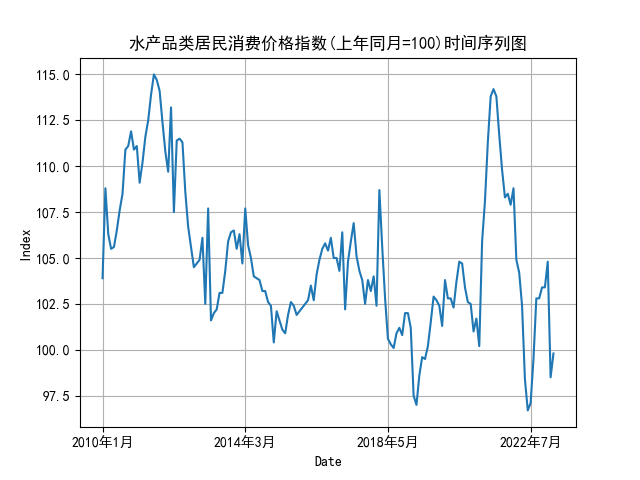 水产品类居民消费价格指数(上年同月=100)时间序列图
115.0
112.5
110.0
107.5
105.0
102.5
100.0
97.5
Index
2010年1月
2014年3月
2018年5月
2022年7月
Date